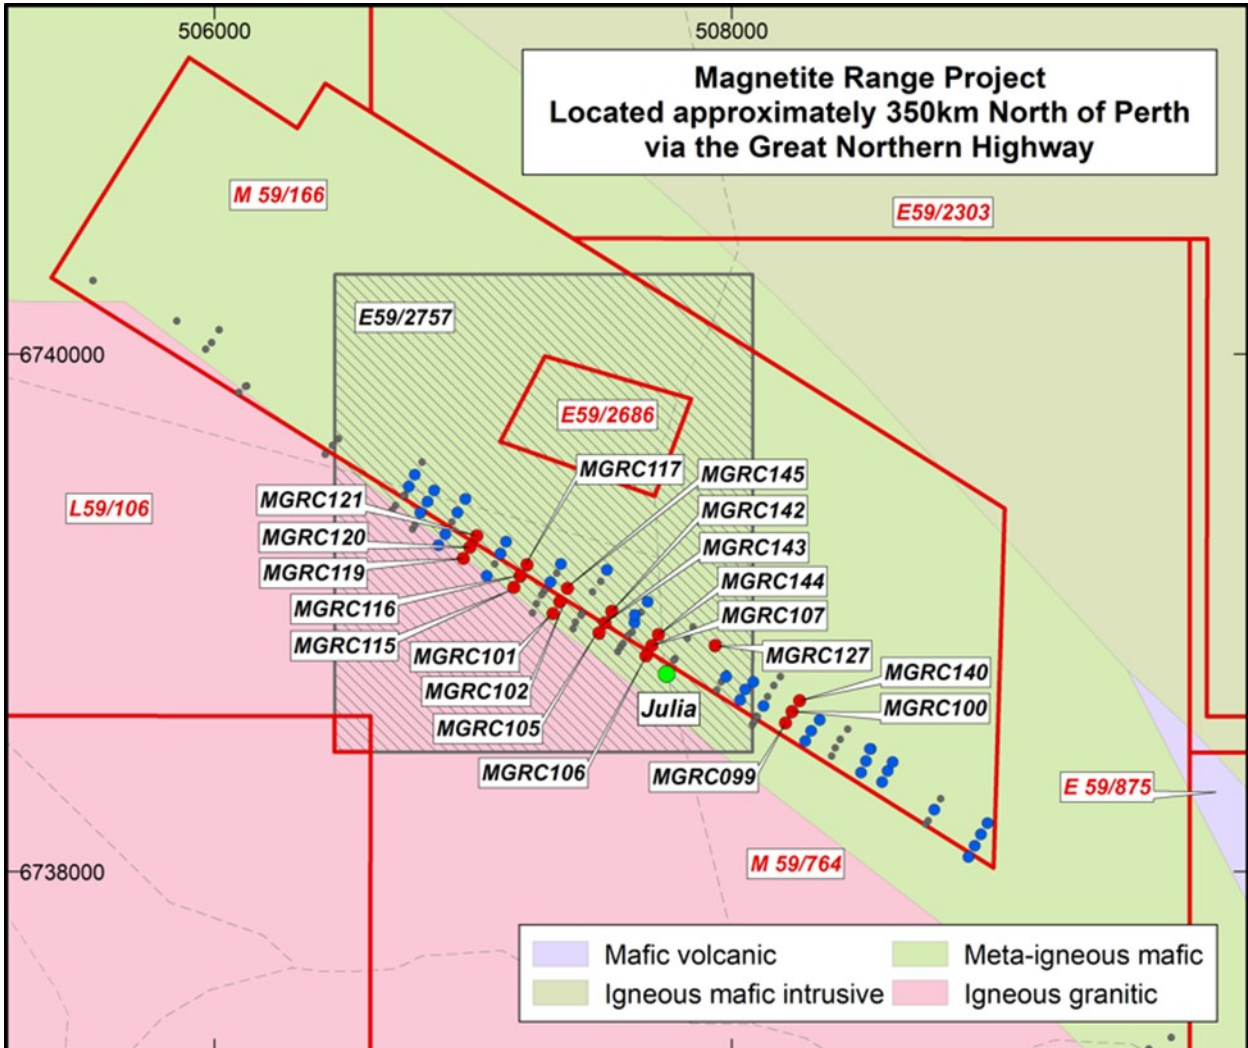 506000
508000
Magnetite Range Project
Located approximately 350km North of Perth
via the Great Northern Highway
M 59/166
E59/2303
E59/2757
6740000
E59/2686
MGRC117
MGRC145
MGRC121
L59/106
MGRC142
MGRC120
MGRC143
MGRC119
MGRC144
MGRC116
MGRC107
MGRC115
MGRC101
MGRC127
MGRC140
MGRC102
Julia
MGRC100
MGRC105
MGRC106
MGRC099
E 59/875
M 59/764
6738000
Mafic volcanic
Meta-igneous mafic
Igneous mafic intrusive
Igneous granitic